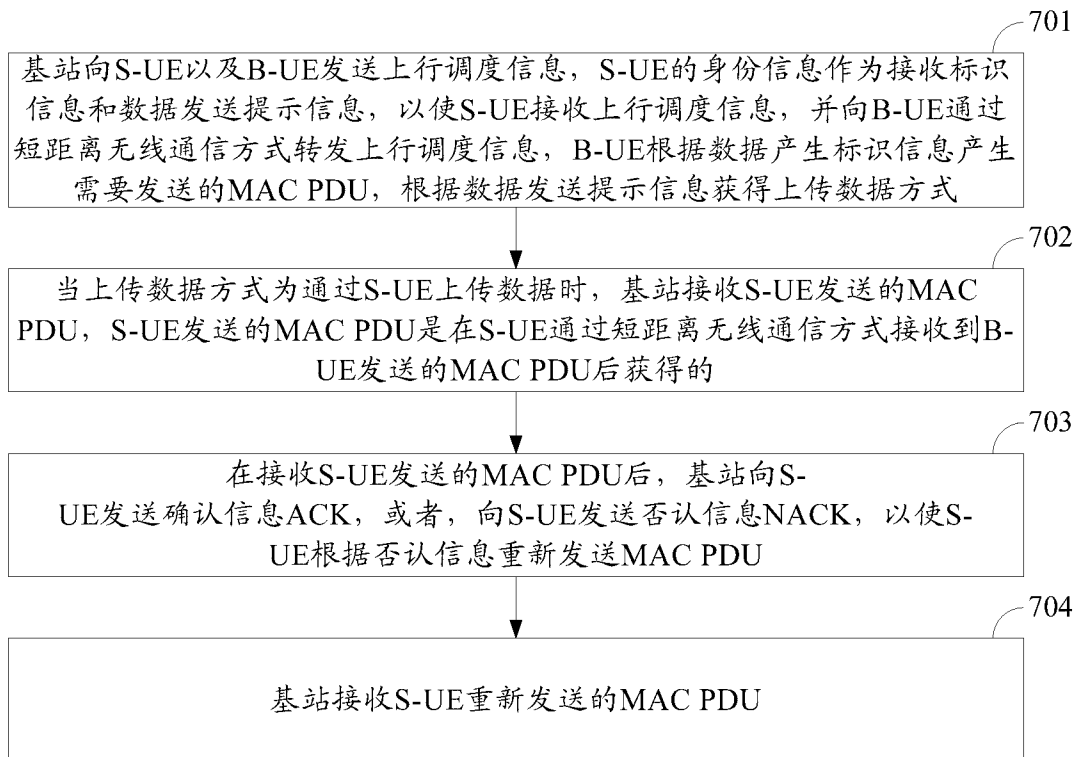 701
基站向S-UE以及B-UE发送上行调度信息，S-UE的身份信息作为接收标识
信息和数据发送提示信息，以使S-UE接收上行调度信息，并向B-UE通过
短距离无线通信方式转发上行调度信息，B-UE根据数据产生标识信息产生
需要发送的MAC PDU，根据数据发送提示信息获得上传数据方式
702
当上传数据方式为通过S-UE上传数据时，基站接收S-UE发送的MAC
PDU，S-UE发送的MAC PDU是在S-UE通过短距离无线通信方式接收到B-
UE发送的MAC PDU后获得的
703
在接收S-UE发送的MAC PDU后，基站向S-
UE发送确认信息ACK，或者，向S-UE发送否认信息NACK，以使S-
UE根据否认信息重新发送MAC PDU
704
基站接收S-UE重新发送的MAC PDU